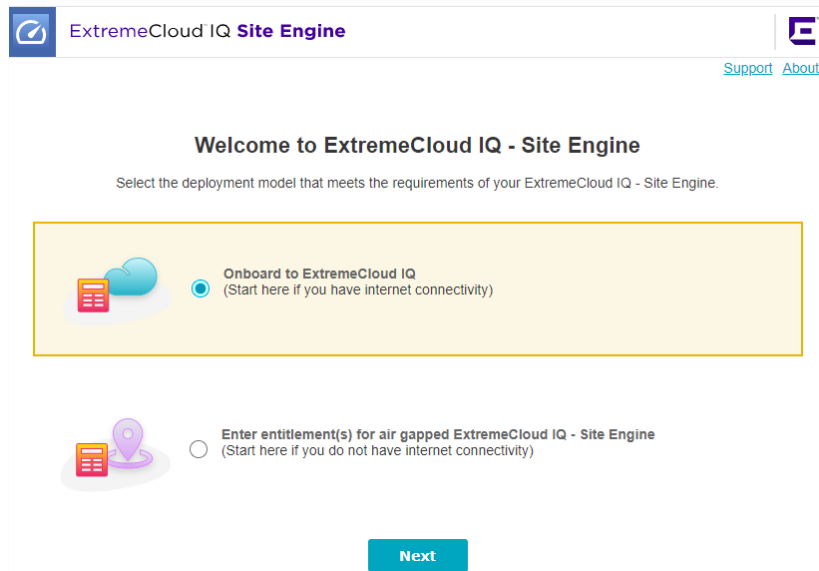 ExtremeCloud™ IQ Site Engine
Support About
Welcome to ExtremeCloud IQ - Site Engine
Select the deployment model that meets the requirements of your ExtremeCloud IQ - Site Engine.
Onboard to ExtremeCloud IQ
(Start here if you have internet connectivity)
Enter entitlement(s) for air gapped ExtremeCloud IQ - Site Engine
(Start here if you do not have internet connectivity)
Next